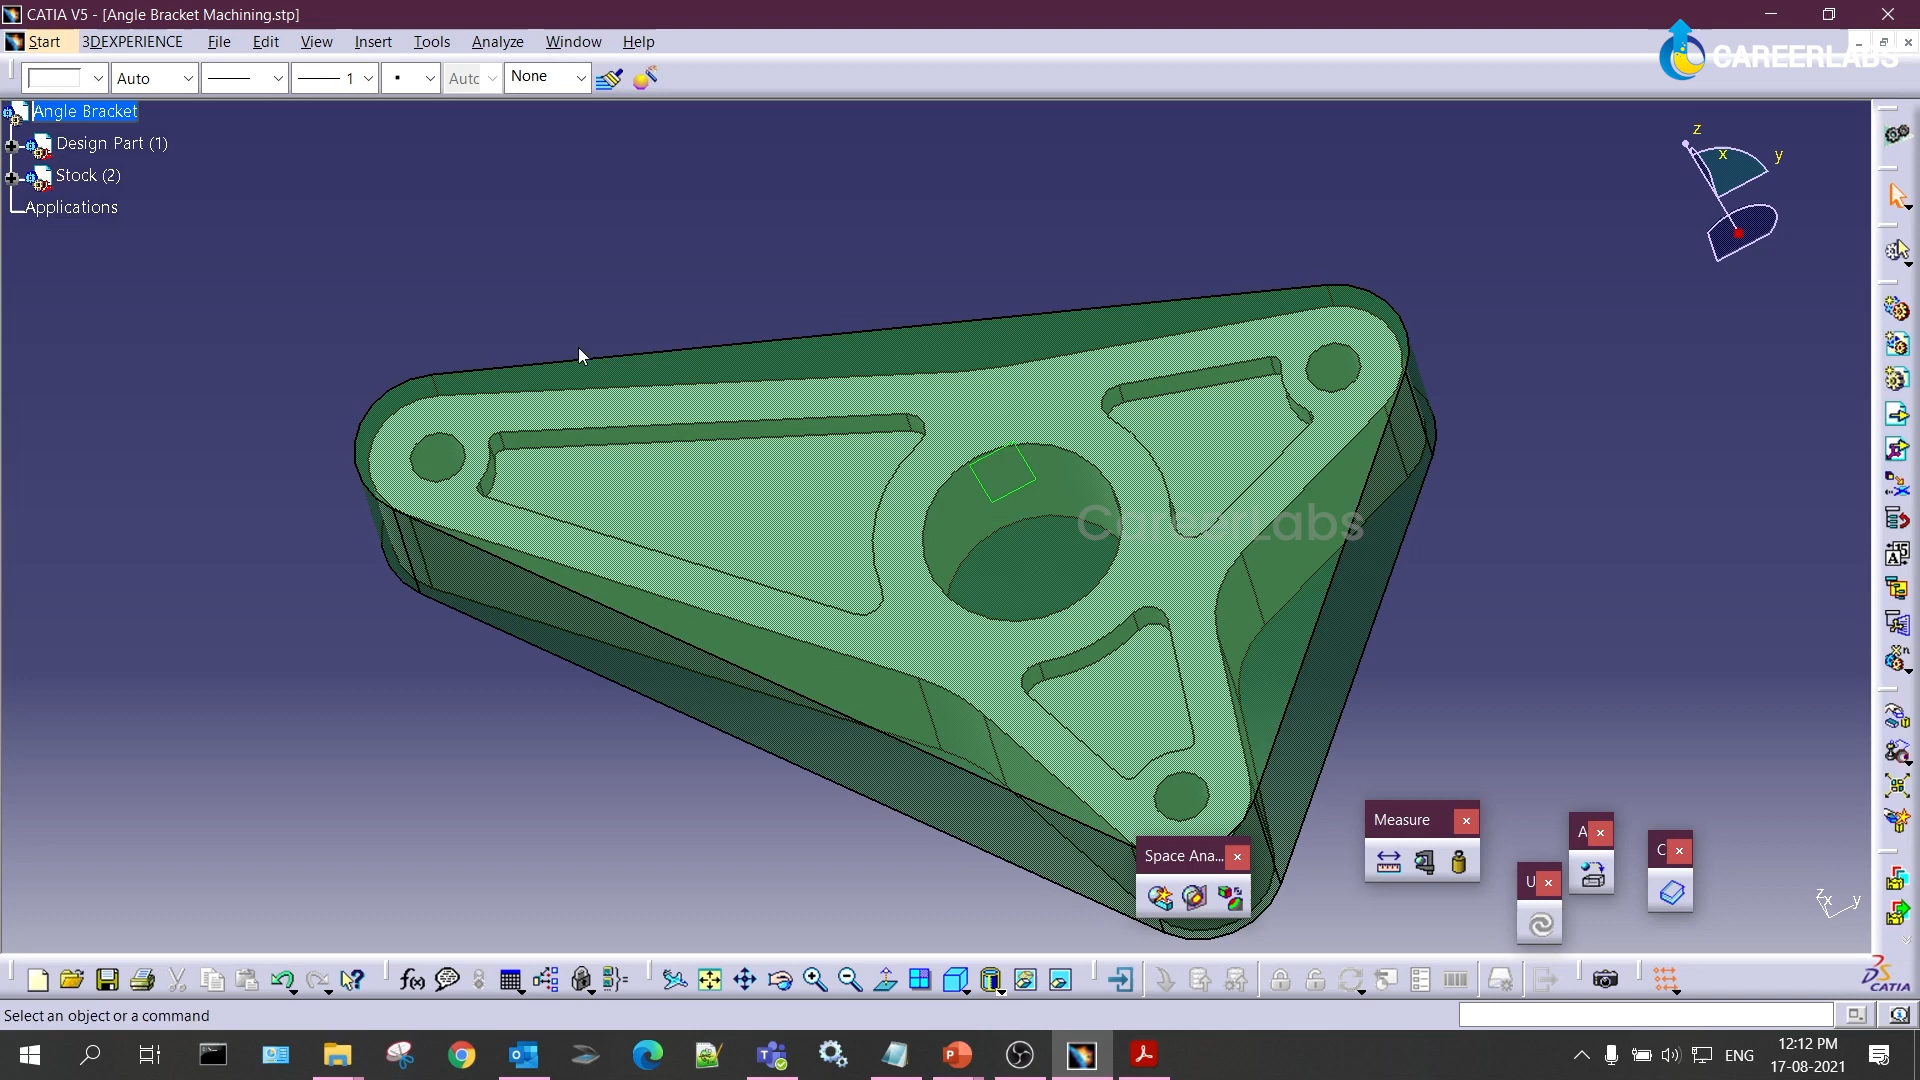 CATIA V5 - [Angle Bracket Machining.stp]
Start 3DEXPERIENCE File Edit View Insert Tools Analyze Window Help
CAREERLABS
Auto 1 Autc None
Angle Bracket
Design Part (1)
Stock (2)
Applications
z
x
y
CareerLabs
Measure
Space Ana...
A
C
U
z
x y
CATIA
Select an object or a command
ENG
12:12 PM
17-08-2021